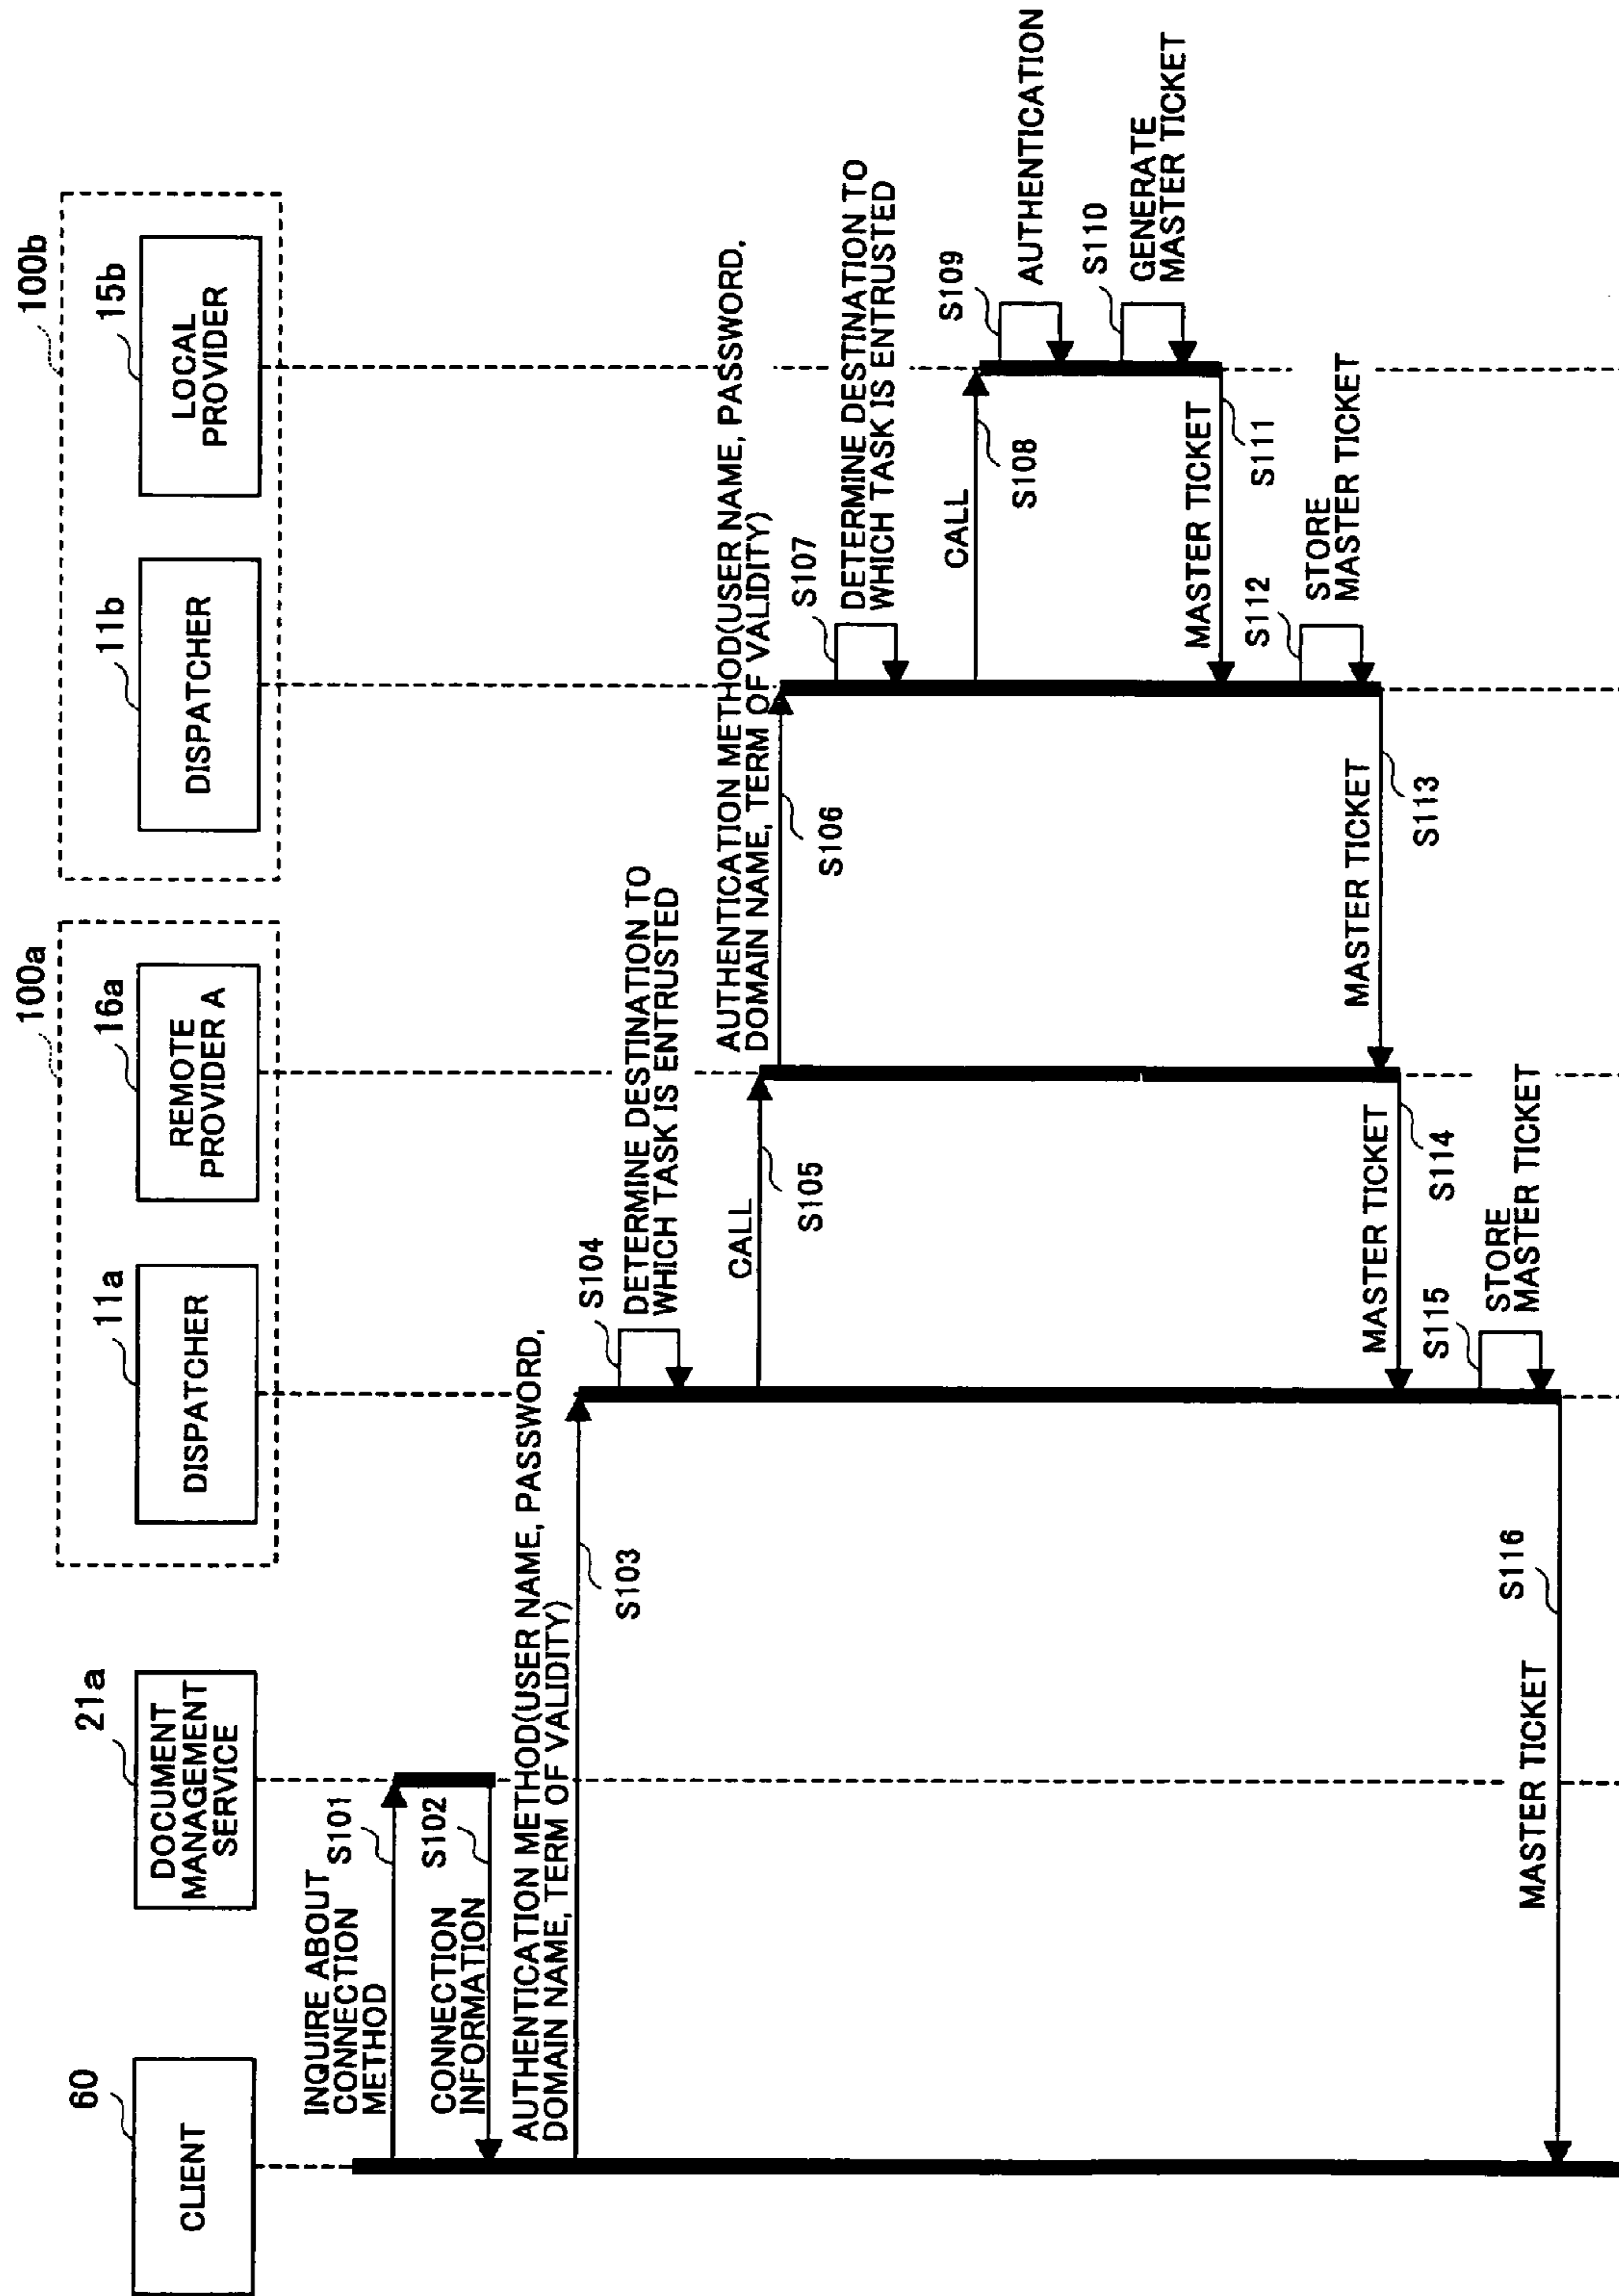 60
CLIENT
21a
DOCUMENT
MANAGEMENT
SERVICE
100a
11a
DISPATCHER
16a
REMOTE
PROVIDER A
100b
11b
DISPATCHER
15b
LOCAL
PROVIDER
INQUIRE ABOUT
CONNECTION
METHOD
S101
CONNECTION
INFORMATION
S102
AUTHENTICATION METHOD(USER NAME, PASSWORD,
DOMAIN NAME, TERM OF VALIDITY)
S103
S104
DETERMINE DESTINATION TO
WHICH TASK IS ENTRUSTED
CALL
S105
AUTHENTICATION METHOD(USER NAME, PASSWORD,
DOMAIN NAME, TERM OF VALIDITY)
S106
S107
DETERMINE DESTINATION TO
WHICH TASK IS ENTRUSTED
CALL
S108
S109
AUTHENTICATION
S110
GENERATE
MASTER TICKET
MASTER TICKET
S111
S112
STORE
MASTER TICKET
MASTER TICKET
S113
MASTER TICKET
S114
S115
STORE
MASTER TICKET
MASTER TICKET
S116